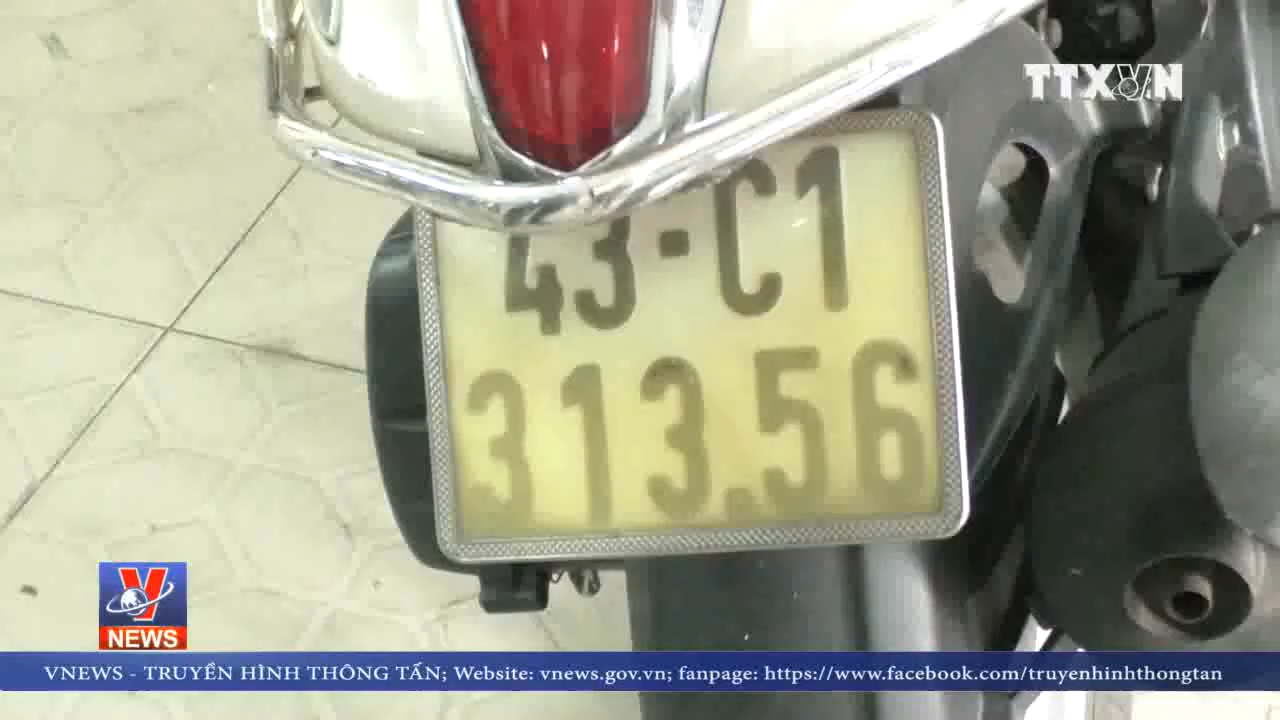 TTXVN
43-C1
313.56
V
NEWS
VNEWS - TRUYỀN HÌNH THÔNG TẤN; Website: vnews.gov.vn; fanpage: https://www.facebook.com/truyenhinhthongtan